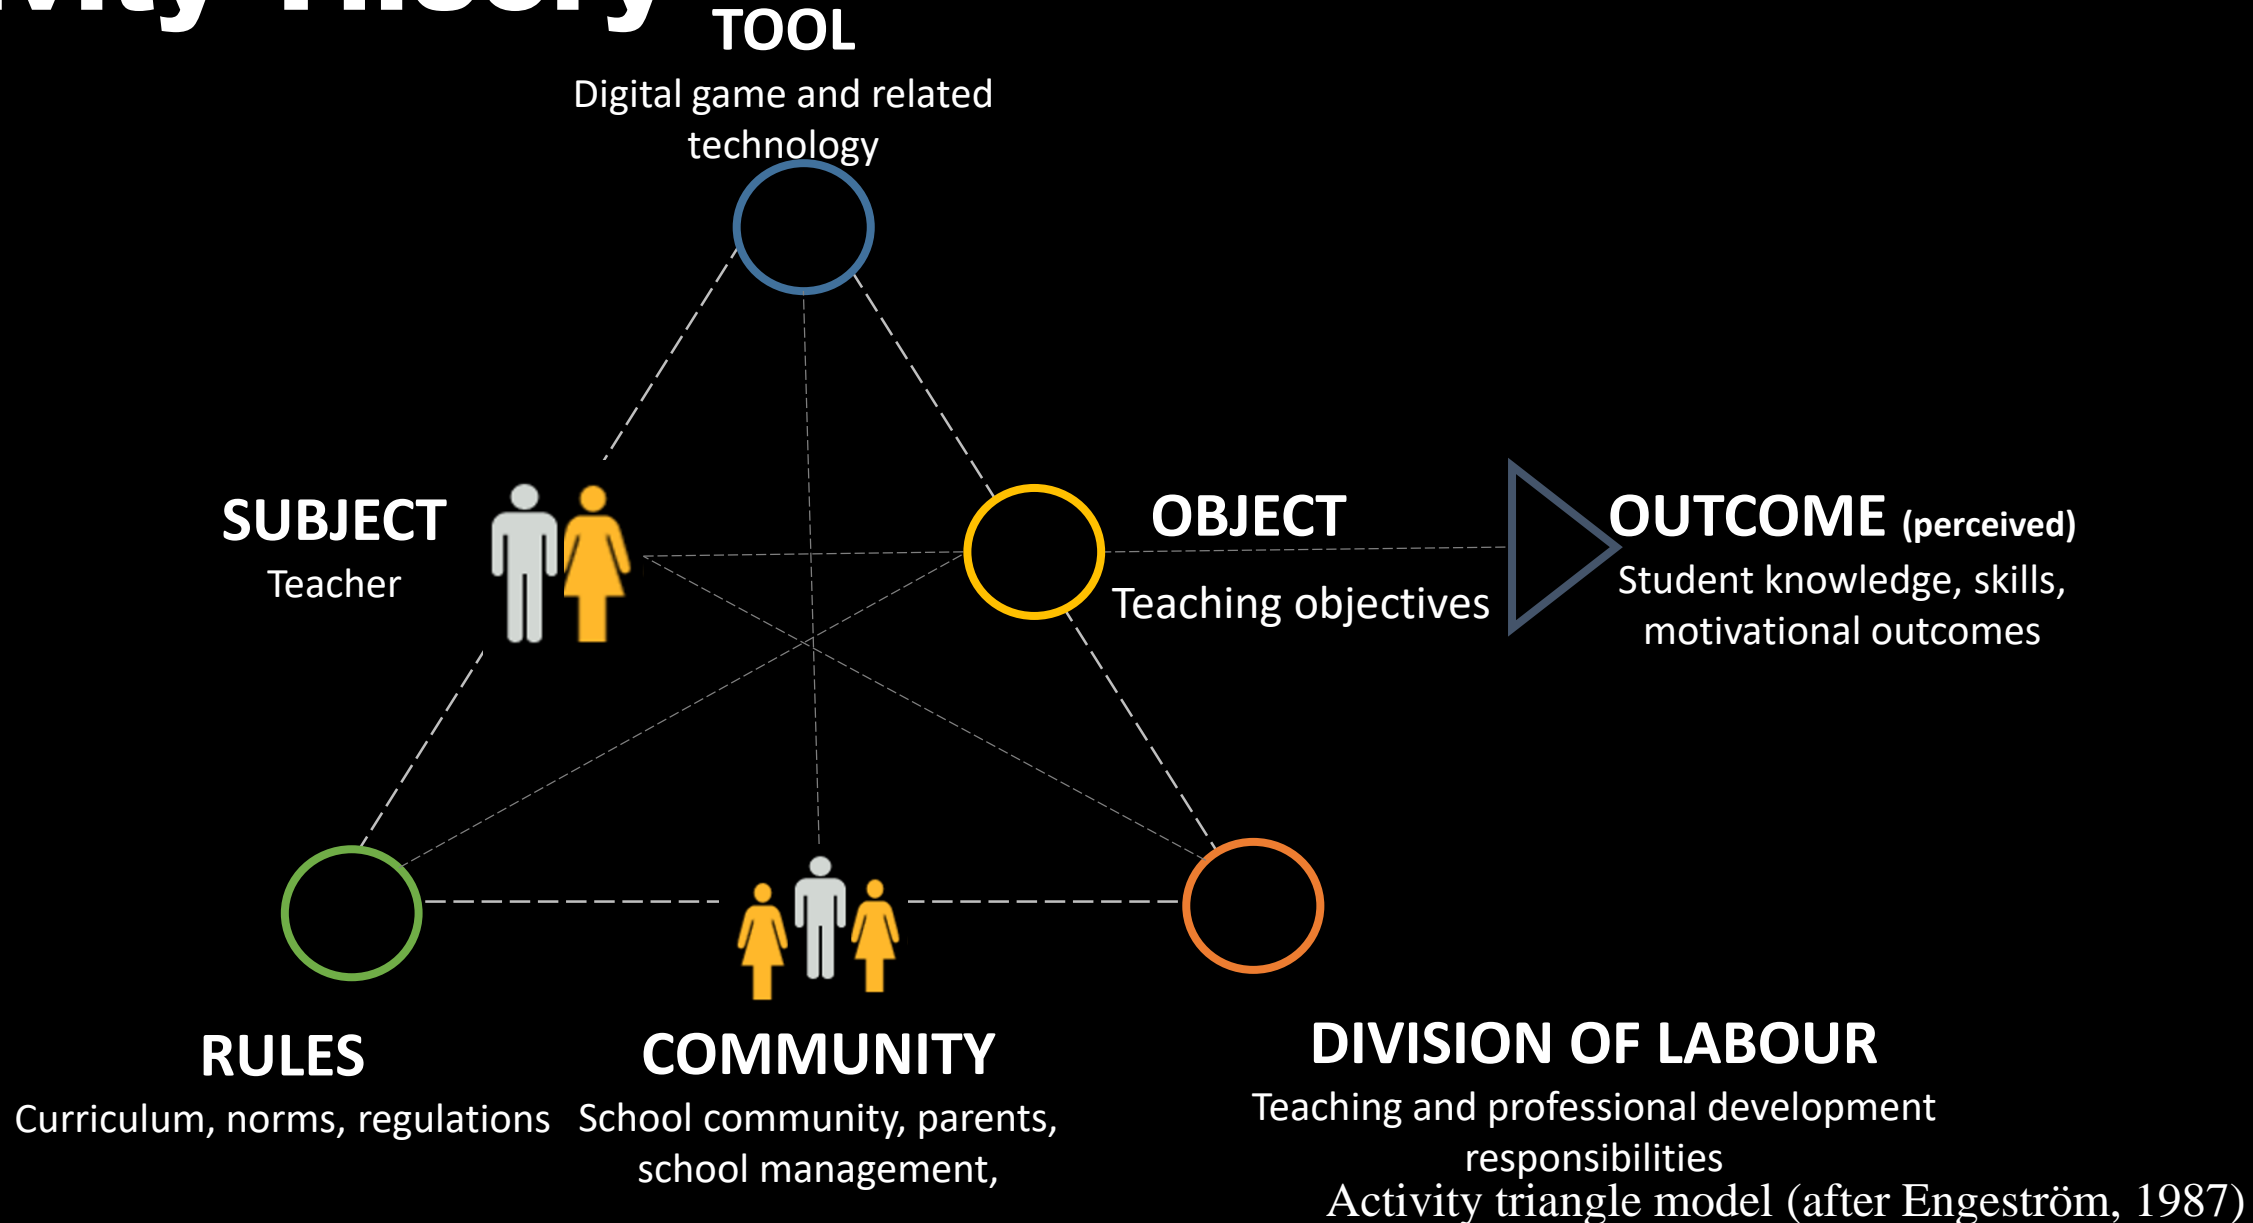 Theory
TOOL
Digital game and related
technology
SUBJECT
Teacher
OBJECT
Teaching objectives
OUTCOME (perceived)
Student knowledge, skills,
motivational outcomes
RULES
Curriculum, norms, regulations
COMMUNITY
School community, parents,
school management,
DIVISION OF LABOUR
Teaching and professional development
responsibilities
Activity triangle model (after Engeström, 1987)